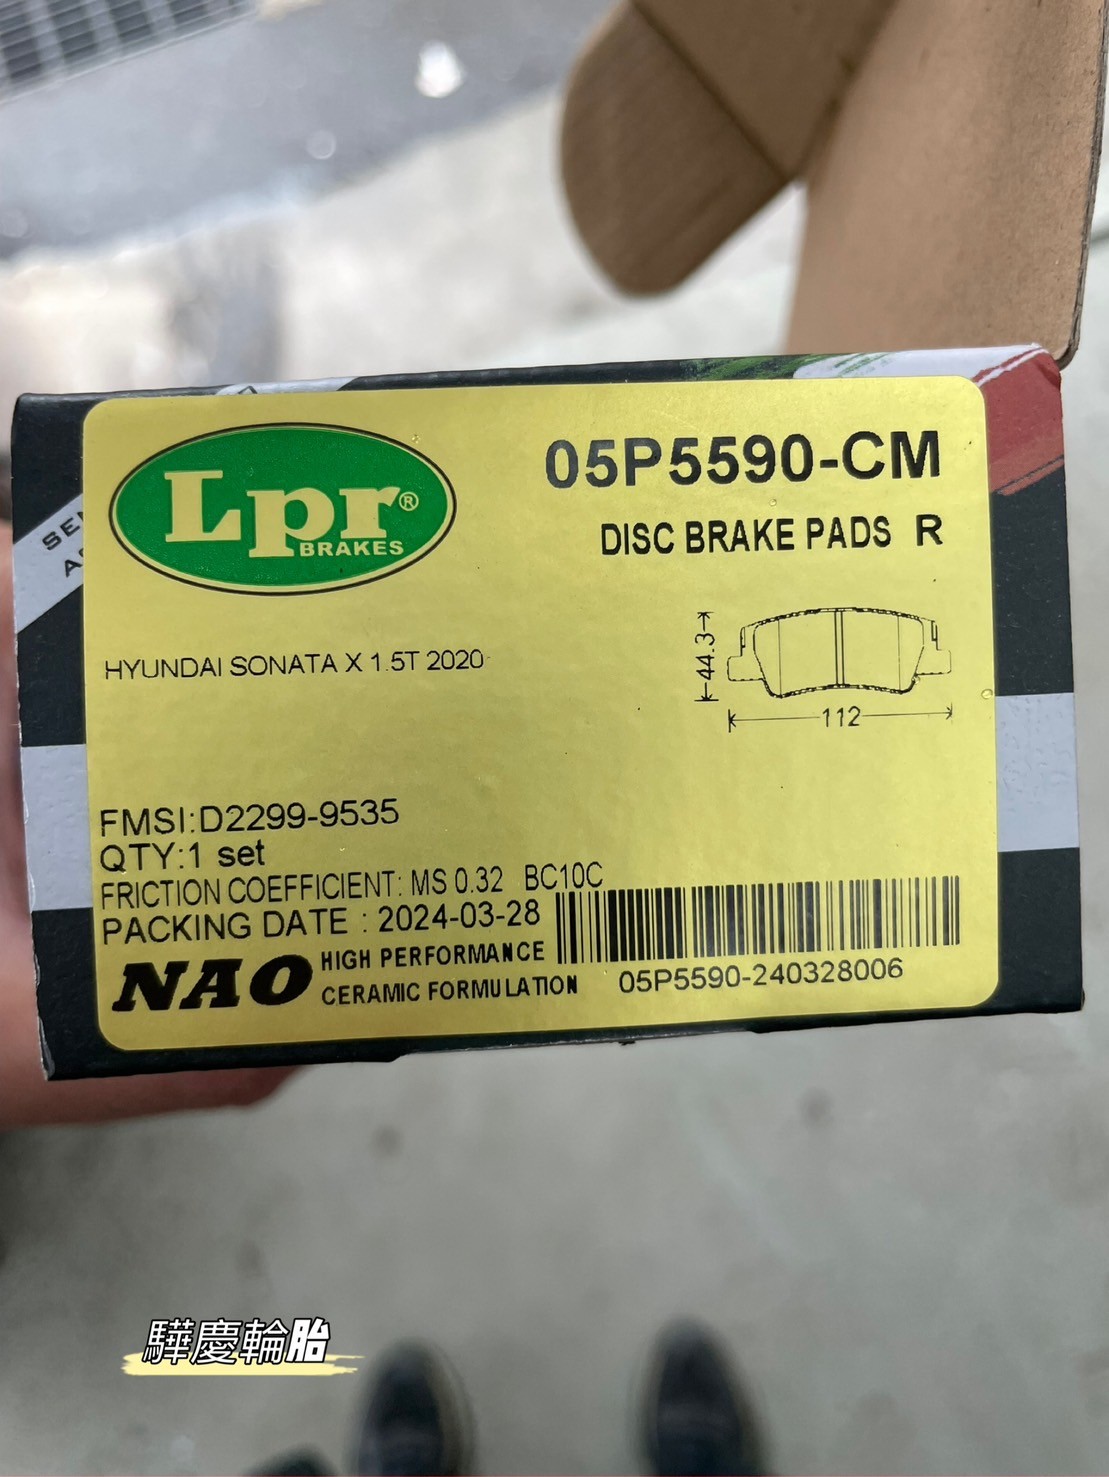 Lpr®
BRAKES
05P5590-CM
DISC BRAKE PADS R
SE
A
HYUNDAI SONATA X 1.5T 2020
44.3
112
FMSI:D2299-9535
QTY:1 set
FRICTION COEFFICIENT: MS 0.32 BC10C
PACKING DATE : 2024-03-28
NAO HIGH PERFORMANCE
CERAMIC FORMULATION
05P5590-240328006
驊慶輪胎